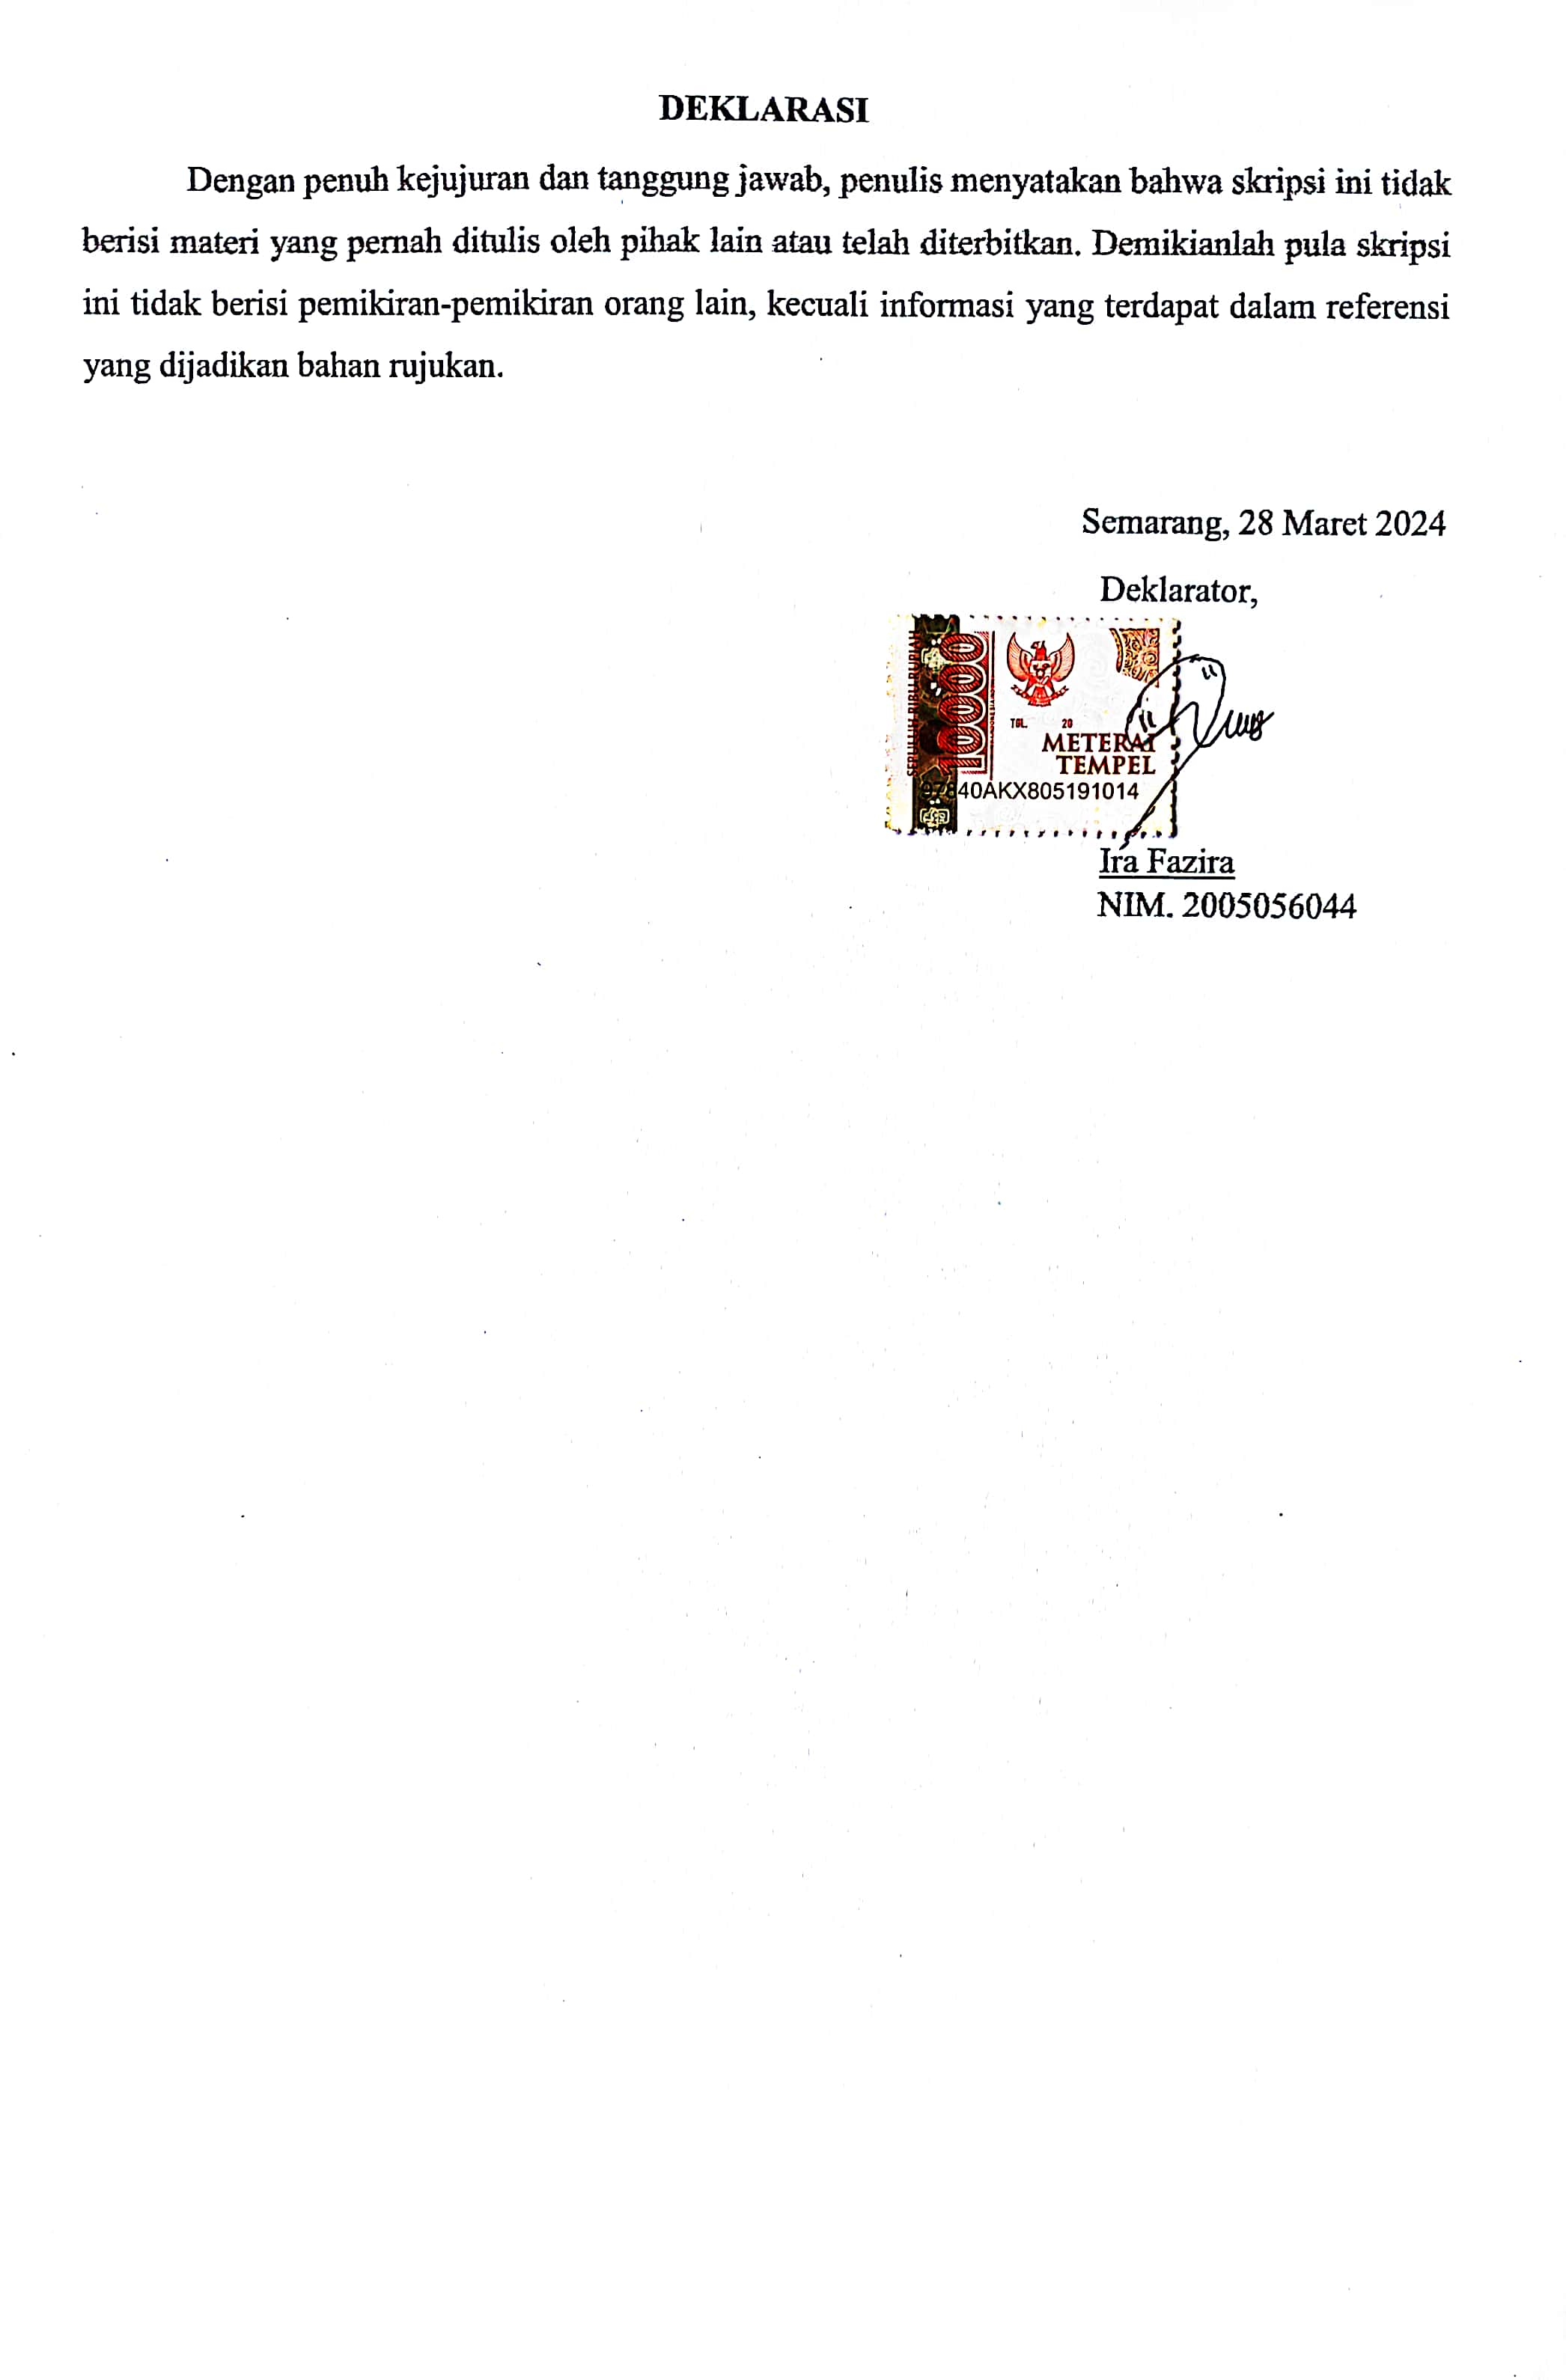 DEKLARASI
Dengan penuh kejujuran dan tanggung jawab, penulis menyatakan bahwa skripsi ini tidak
berisi materi yang pernah ditulis oleh pihak lain atau telah diterbitkan. Demikianlah pula skripsi
ini tidak berisi pemikiran-pemikiran orang lain, kecuali informasi yang terdapat dalam referensi
yang dijadikan bahan rujukan.
Semarang, 28 Maret 2024
Deklarator,
SEPULUH RIBU RUPIAH
10000
TGL. 20
METERAI
TEMPEL
40AKX805191014
Ira Fazira
NIM. 2005056044